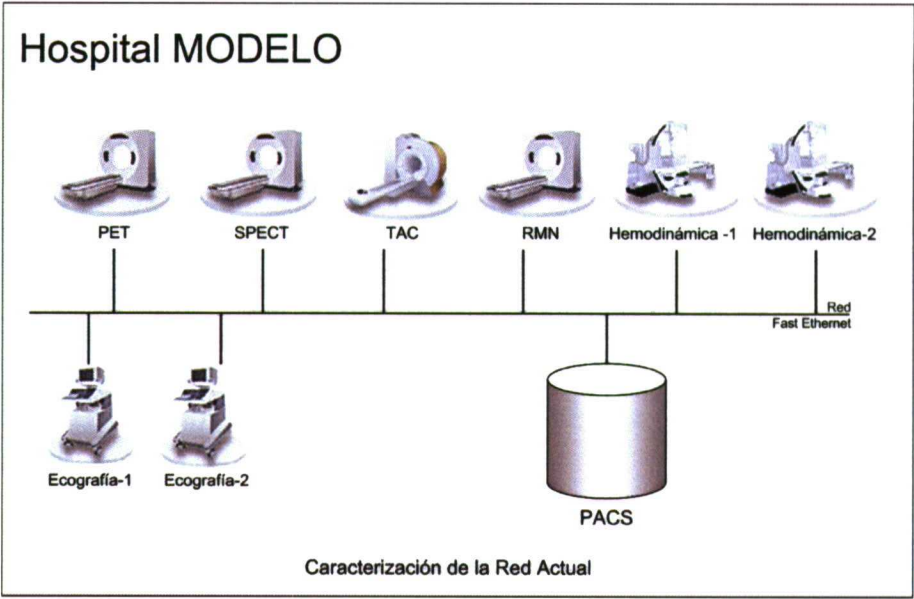 Hospital MODELO
PET
SPECT
TAC
RMN
Hemodinámica -1
Hemodinámica-2
Red
Fast Ethernet
Ecografía-1
Ecografía-2
PACS
Caracterización de la Red Actual